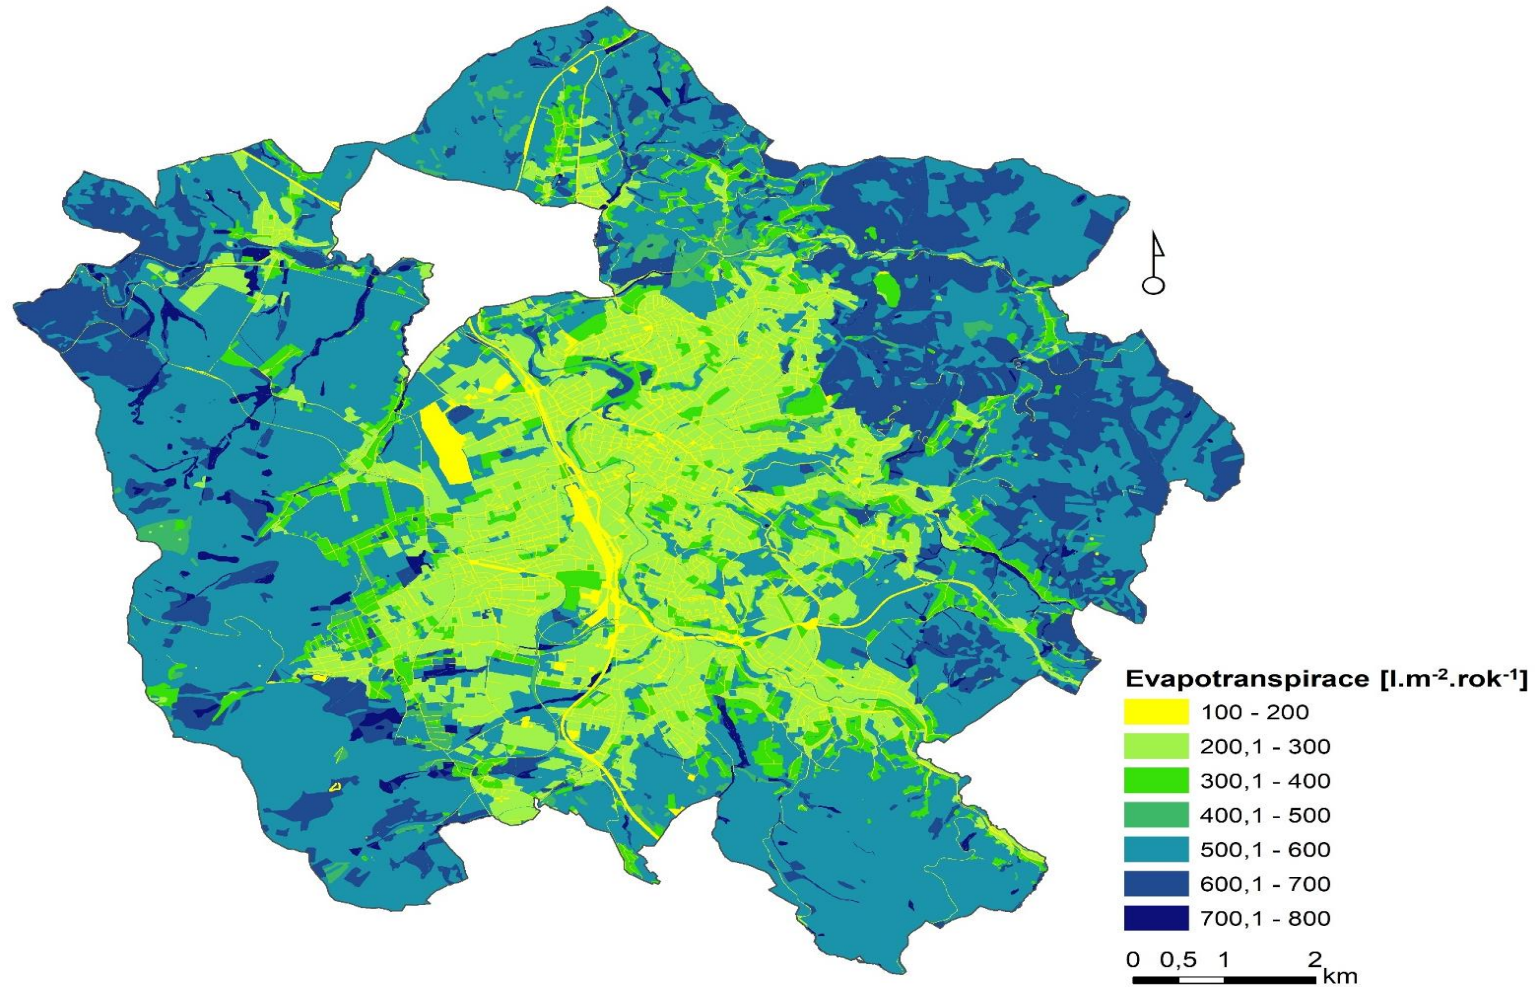 Evapotranspirace [l.m⁻².rok⁻¹]
100 - 200
200,1 - 300
300,1 - 400
400,1 - 500
500,1 - 600
600,1 - 700
700,1 - 800
0 0,5 1 2 km